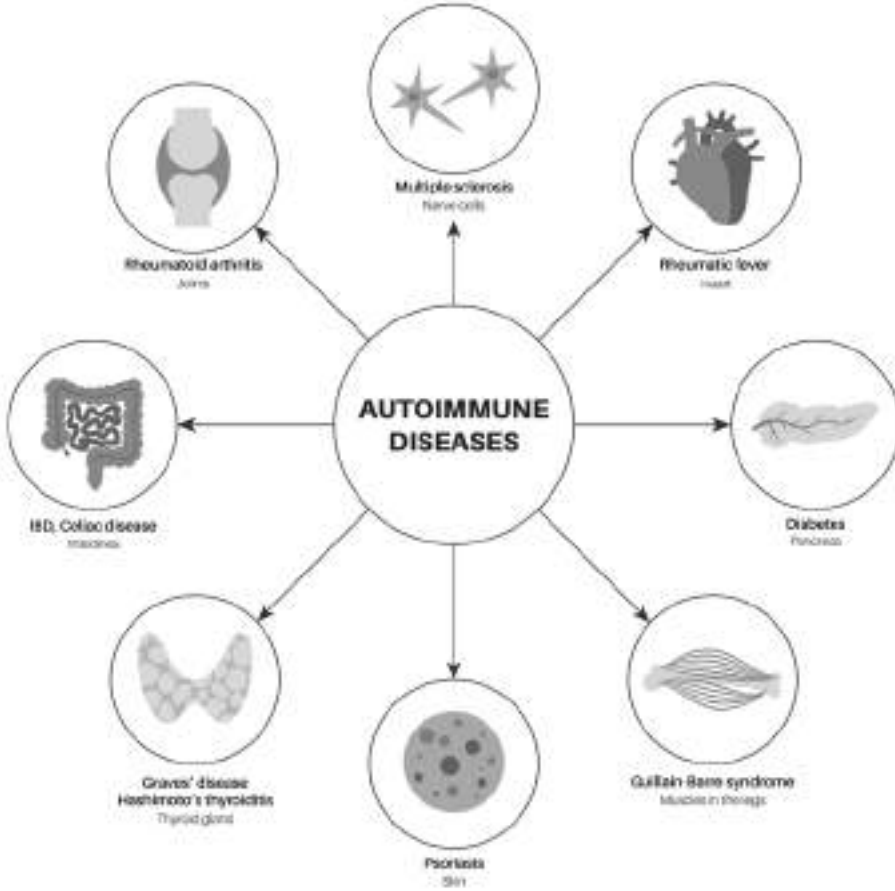 Multiple sclerosis
Nerve cells
Rheumatoid arthritis
Joints
Rheumatic fever
Heart
AUTOIMMUNE
DISEASES
IBD, Celiac disease
Intestines
Diabetes
Pancreas
Graves' disease
Hashimoto's thyroiditis
Thyroid gland
Guillain-Barre syndrome
Muscles in the legs
Psoriasis
Skin